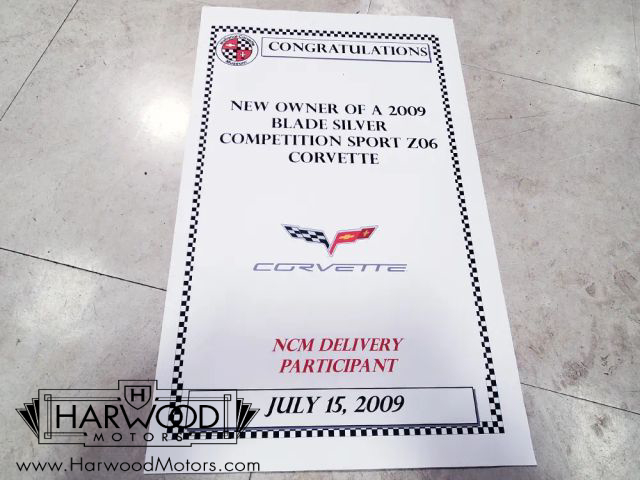 CONGRATULATIONS
NEW OWNER OF A 2009
BLADE SILVER
COMPETITION SPORT Z06
CORVETTE
CORVETTE
NCM DELIVERY
PARTICIPANT
JULY 15, 2009
H
HARWOOD
MOTORS
www.HarwoodMotors.com